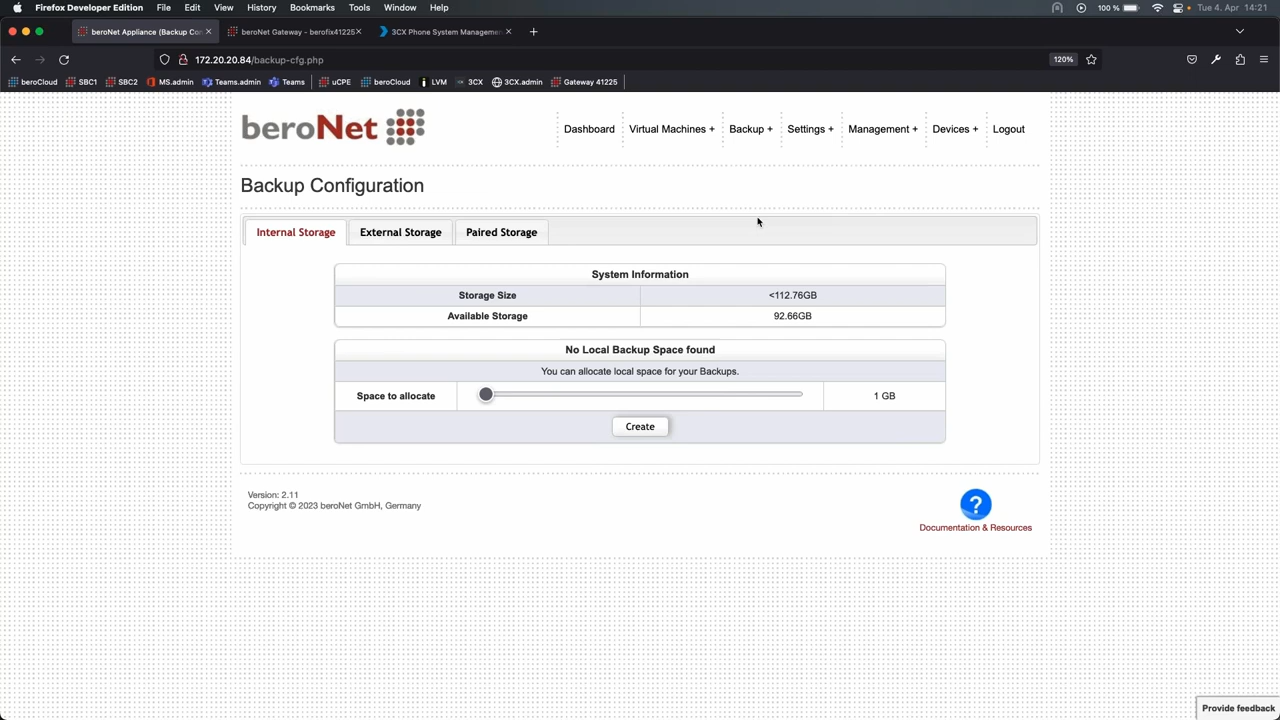 Firefox Developer Edition File Edit View History Bookmarks Tools Window Help 100 % Tue 4. Apr 14:21
beroNet Appliance (Backup Con beroNet Gateway - berofix41225 3CX Phone System Managemen
172.20.20.84/backup-cfg.php 120%
beroCloud SBC1 SBC2 MS.admin Teams.admin Teams uCPE beroCloud LVM 3CX 3CX.admin Gateway 41225
beroNet
Dashboard Virtual Machines + Backup + Settings + Management + Devices + Logout
Backup Configuration
Internal Storage External Storage Paired Storage
System Information
Storage Size <112.76GB
Available Storage 92.66GB
No Local Backup Space found
You can allocate local space for your Backups.
Space to allocate 1 GB
Create
Version: 2.11
Copyright © 2023 beroNet GmbH, Germany
?
Documentation & Resources
Provide feedback